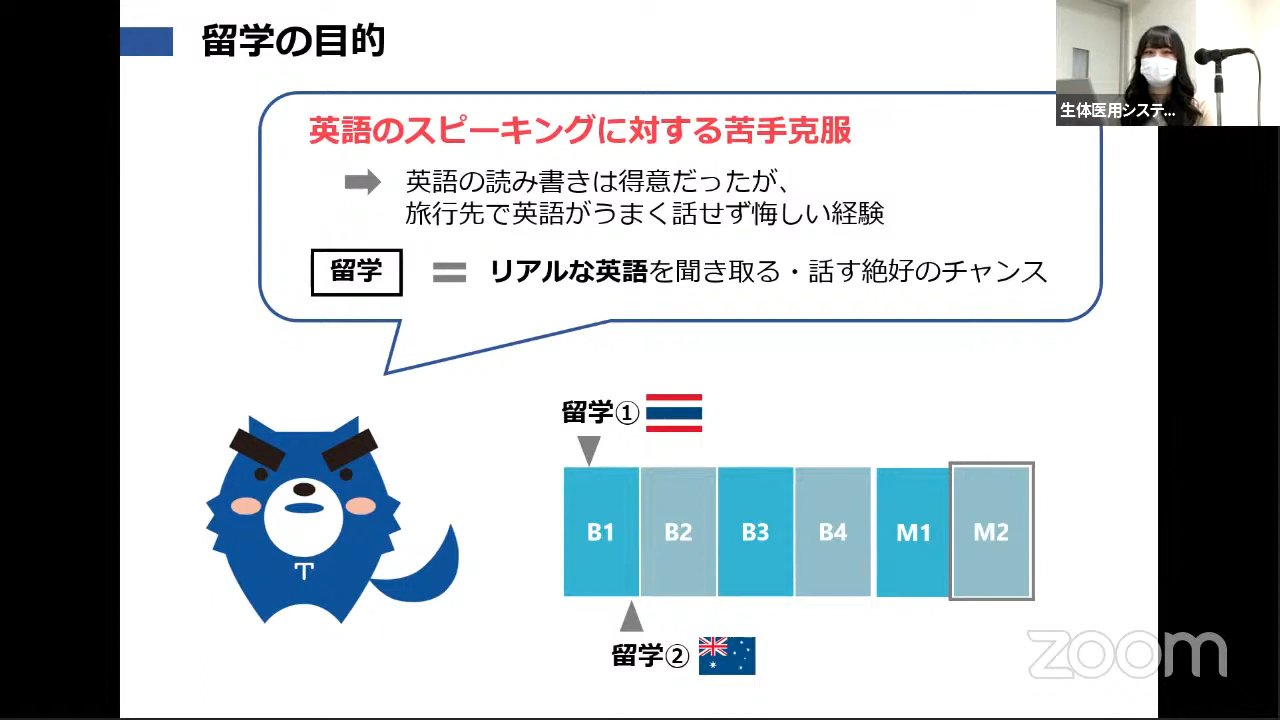 留学の目的
生体医用システ...
英語のスピーキングに対する苦手克服
英語の読み書きは得意だったが、
旅行先で英語がうまく話せず悔しい経験
留学
リアルな英語を聞き取る・話す絶好のチャンス
留学①
B1 B2 B3 B4 M1 M2
T
留学②
zoom